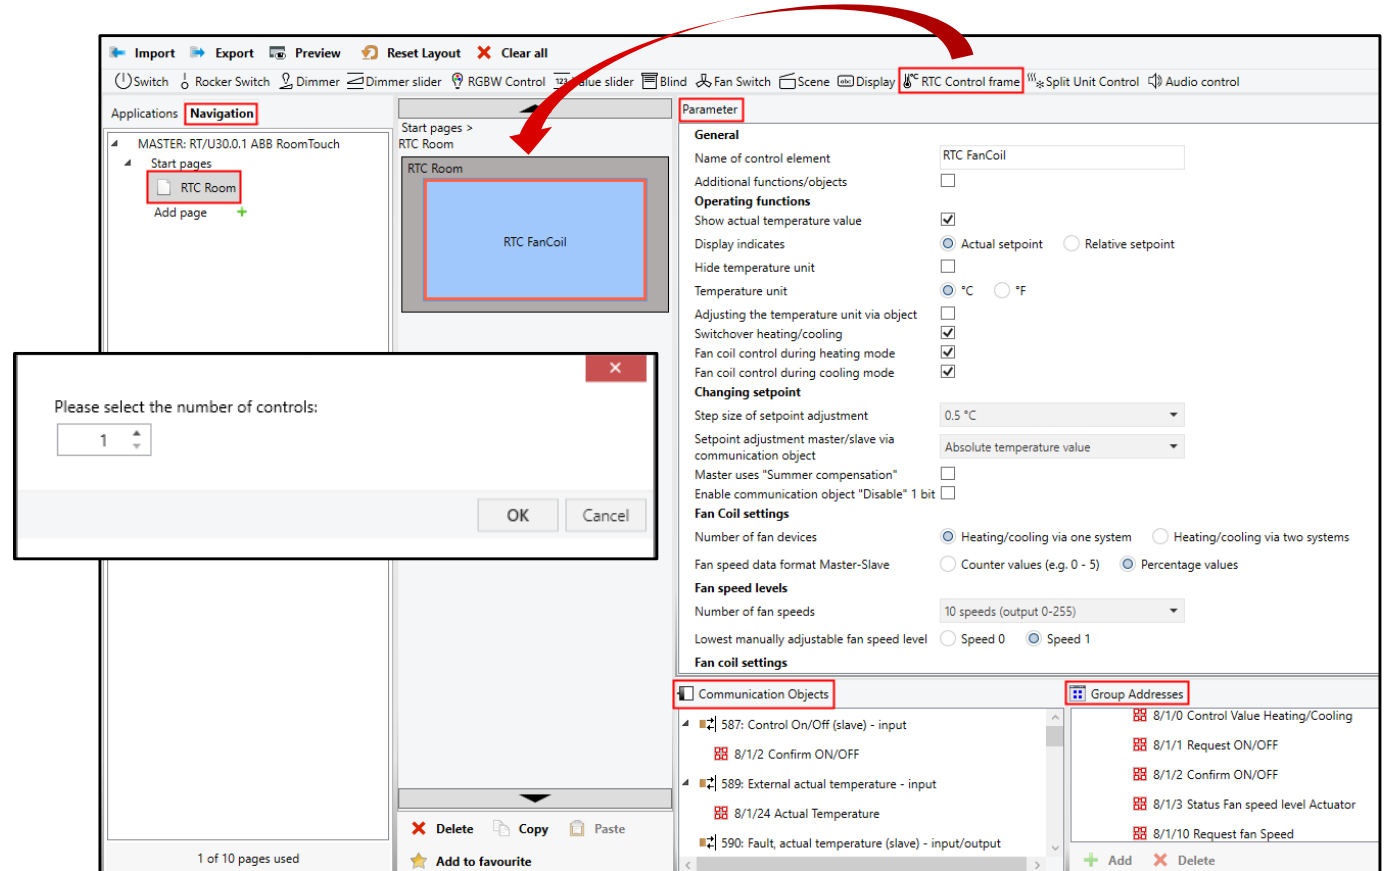 Import Export Preview Reset Layout Clear all
Switch Rocker Switch Dimmer Dimmer slider RGBW Control 123 slider Blind Fan Switch Scene abc Display °C RTC Control frame Split Unit Control Audio control
Applications Navigation
MASTER: RT/U30.0.1 ABB RoomTouch
Start pages
RTC Room
Add page +
1 of 10 pages used
Start pages >
RTC Room
RTC Room
RTC FanCoil
Delete Copy Paste
Add to favourite
Please select the number of controls:
1
OK Cancel
Parameter
General
Name of control element RTC FanCoil
Additional functions/objects
Operating functions
Show actual temperature value
Display indicates Actual setpoint Relative setpoint
Hide temperature unit
Temperature unit °C °F
Adjusting the temperature unit via object
Switchover heating/cooling
Fan coil control during heating mode
Fan coil control during cooling mode
Changing setpoint
Step size of setpoint adjustment 0.5 °C
Setpoint adjustment master/slave via
communication object Absolute temperature value
Master uses "Summer compensation"
Enable communication object "Disable" 1 bit
Fan Coil settings
Number of fan devices Heating/cooling via one system Heating/cooling via two systems
Fan speed data format Master-Slave Counter values (e.g. 0 - 5) Percentage values
Fan speed levels
Number of fan speeds 10 speeds (output 0-255)
Lowest manually adjustable fan speed level Speed 0 Speed 1
Fan coil settings
Communication Objects
587: Control On/Off (slave) - input
8/1/2 Confirm ON/OFF
589: External actual temperature - input
8/1/24 Actual Temperature
590: Fault, actual temperature (slave) - input/output
Group Addresses
8/1/0 Control Value Heating/Cooling
8/1/1 Request ON/OFF
8/1/2 Confirm ON/OFF
8/1/3 Status Fan speed level Actuator
8/1/10 Request fan Speed
Add Delete